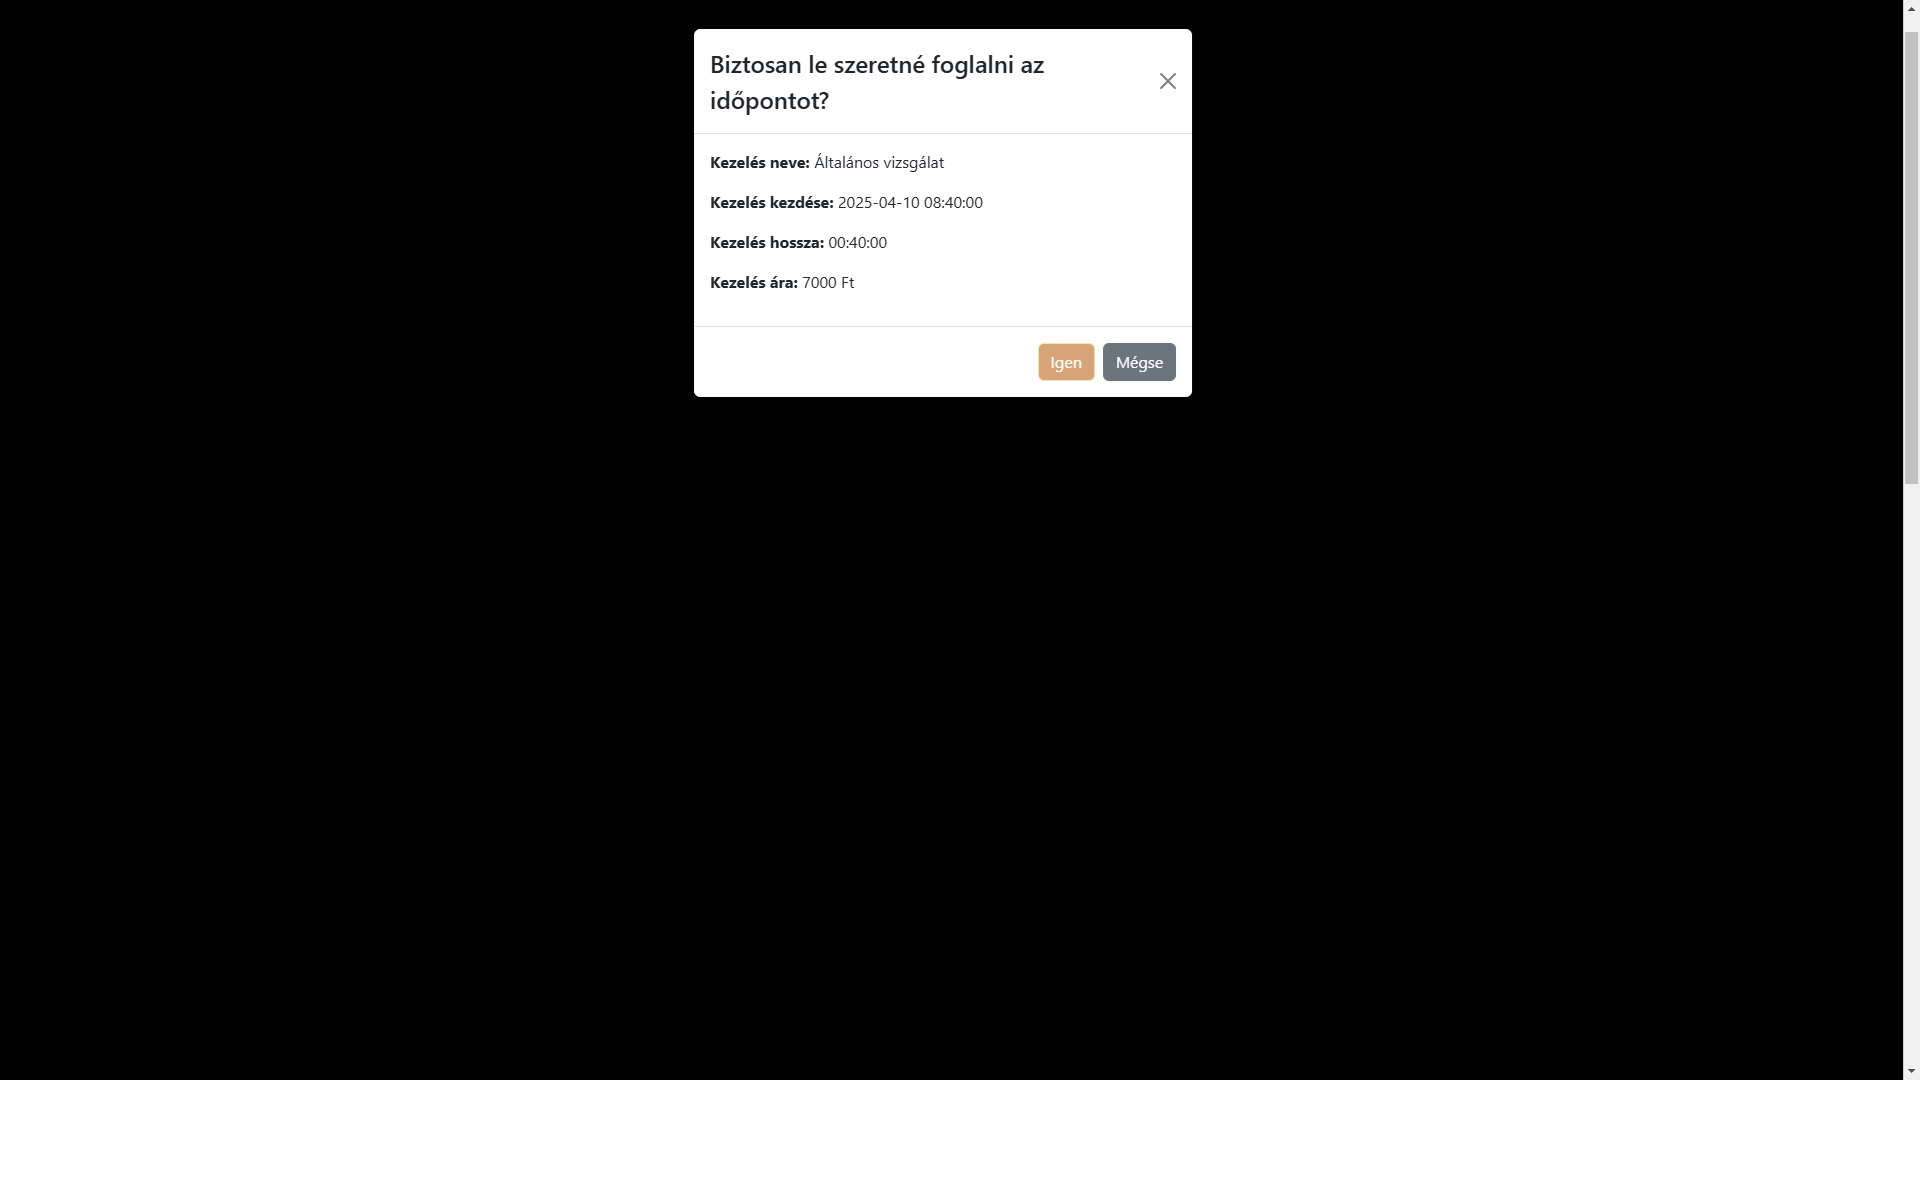 Biztosan le szeretné foglalni az
időpontot?
Kezelés neve: Általános vizsgálat
Kezelés kezdése: 2025-04-10 08:40:00
Kezelés hossza: 00:40:00
Kezelés ára: 7000 Ft
Igen
Mégse